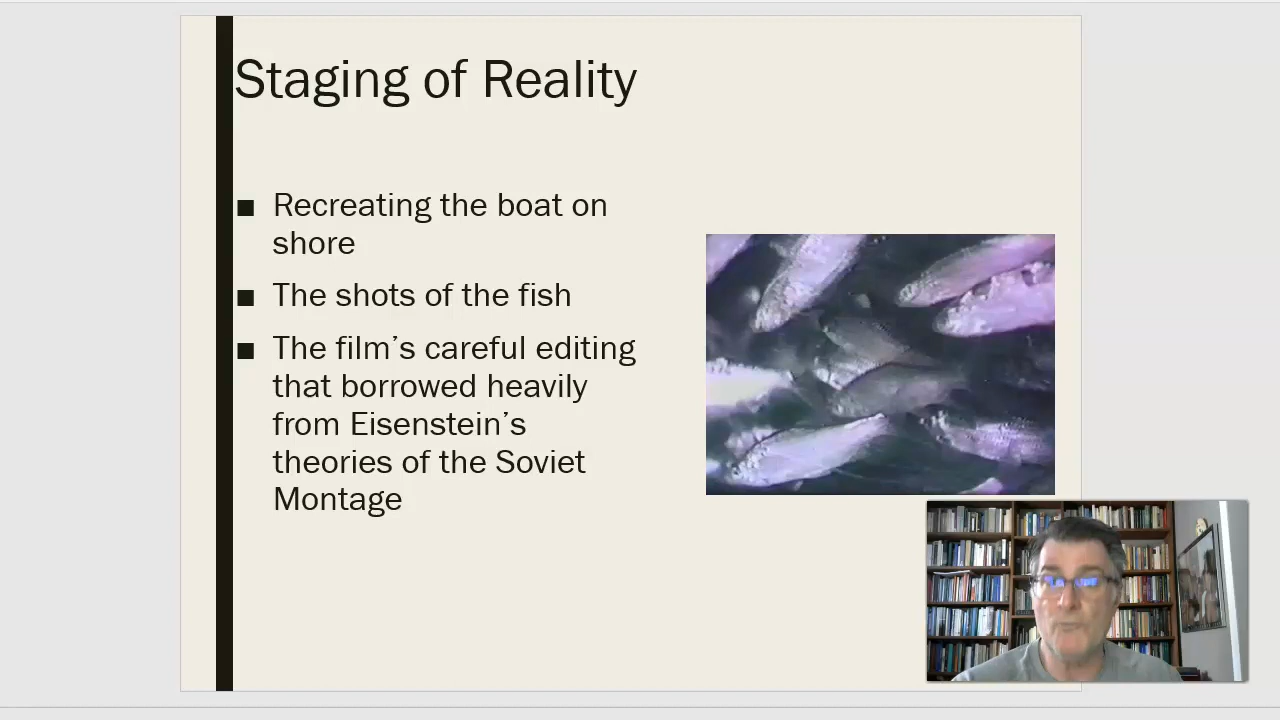 Staging of Reality
■ Recreating the boat on
shore
■ The shots of the fish
■ The film’s careful editing
that borrowed heavily
from Eisenstein’s
theories of the Soviet
Montage